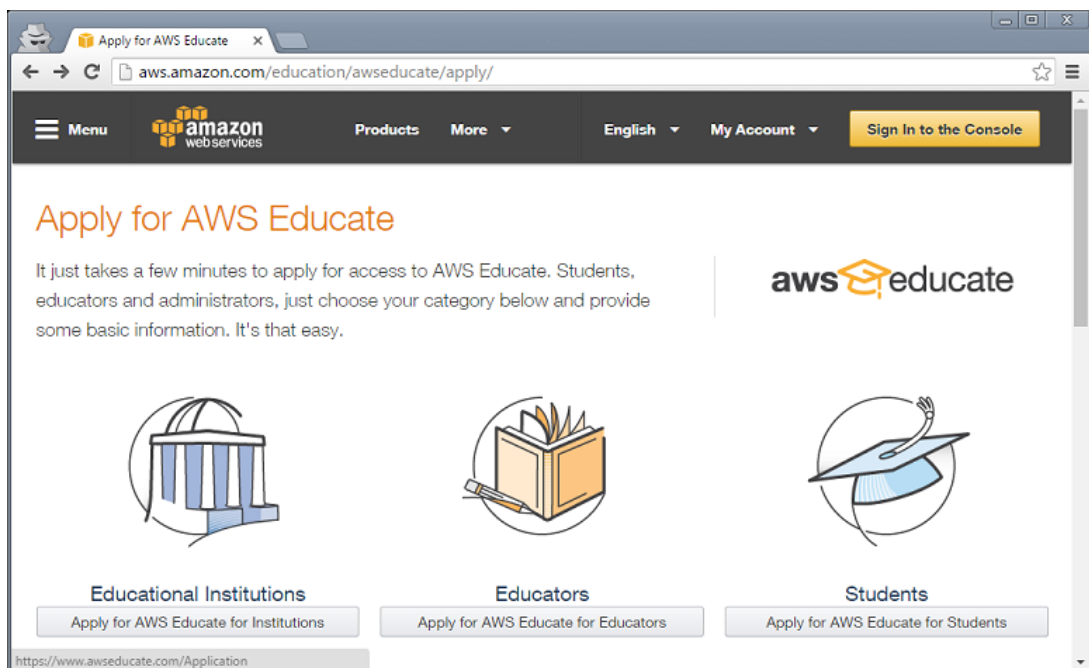 Apply for AWS Educate
aws.amazon.com/education/awseducate/apply/
Menu
amazon
webservices
Products
More
English
My Account
Sign In to the Console
Apply for AWS Educate
It just takes a few minutes to apply for access to AWS Educate. Students,
educators and administrators, just choose your category below and provide
some basic information. It's that easy.
aws educate
Educational Institutions
Educators
Students
Apply for AWS Educate for Institutions
Apply for AWS Educate for Educators
Apply for AWS Educate for Students
https://www.awseducate.com/Application